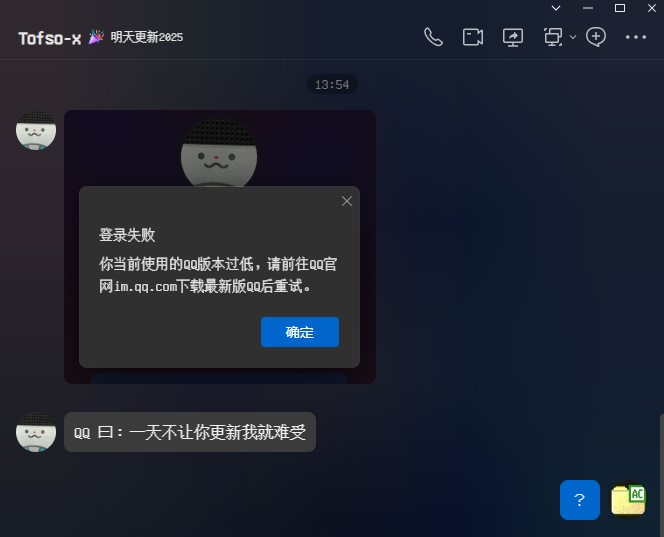 Tofso-x 🎉 明天更新2025
13:54
登录失败
你当前使用的QQ版本过低，请前往QQ官
网im.qq.com下载最新版QQ后重试。
确定
QQ 曰：一天不让你更新我就难受
?
AC